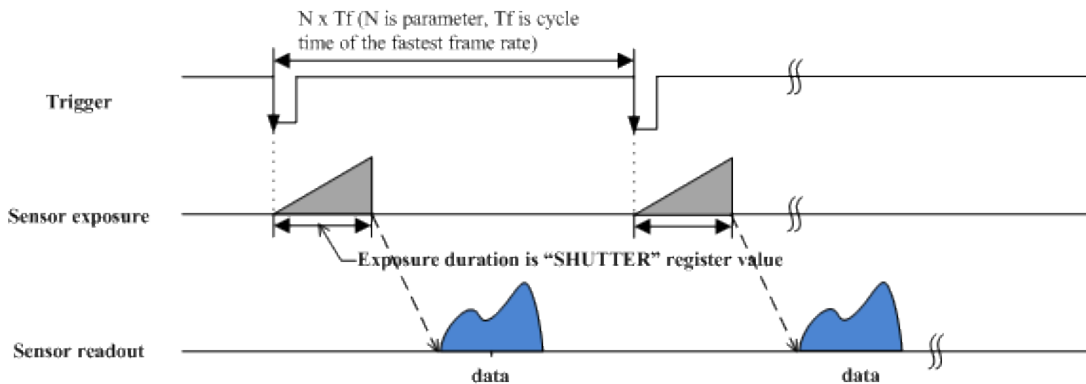 N x Tf (N is parameter, Tf is cycle
time of the fastest frame rate)
Trigger
Sensor exposure
Exposure duration is “SHUTTER” register value
Sensor readout
data
data